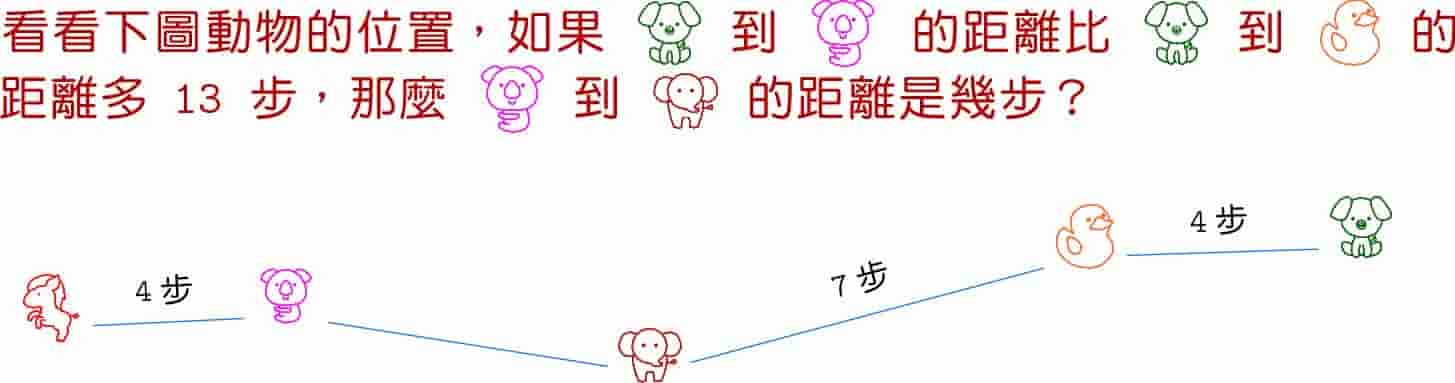 看看下圖動物的位置，如果 到 的距離比 到 的
距離多 13 步，那麼 到 的距離是幾步？
4 步
4 步
7 步